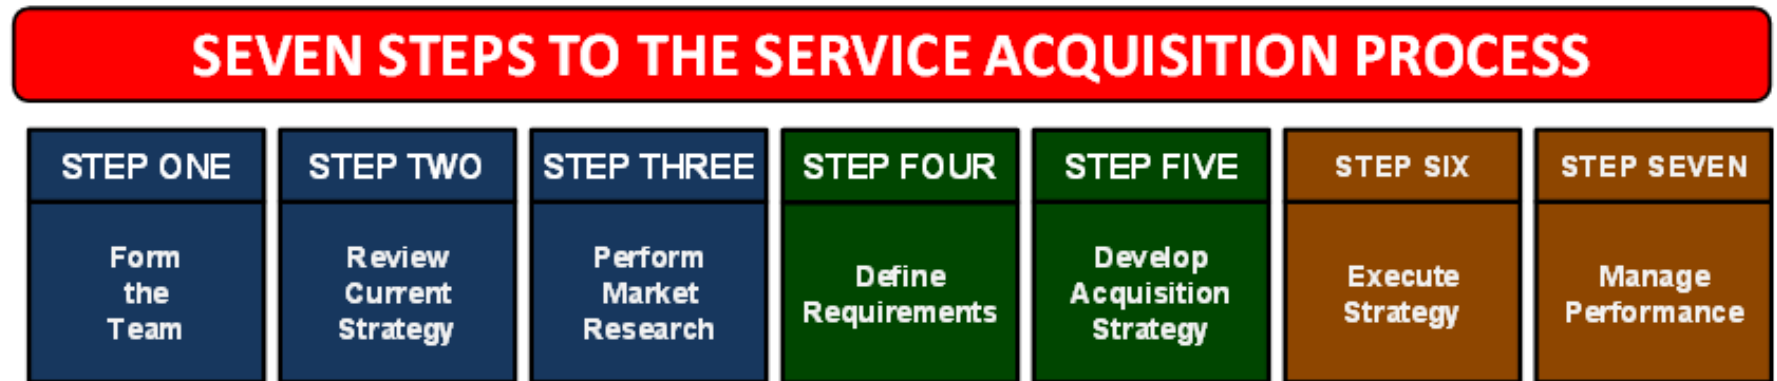 SEVEN STEPS TO THE SERVICE ACQUISITION PROCESS
STEP ONE
Form
the
Team
STEP TWO
Review
Current
Strategy
STEP THREE
Perform
Market
Research
STEP FOUR
Define
Requirements
STEP FIVE
Develop
Acquisition
Strategy
STEP SIX
Execute
Strategy
STEP SEVEN
Manage
Performance